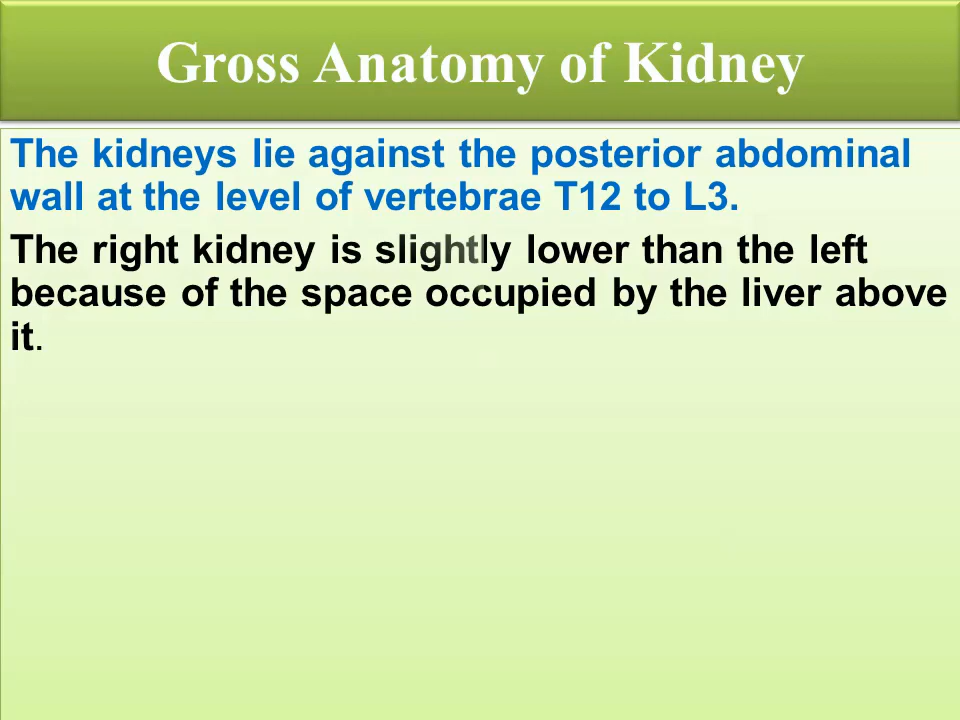 Gross Anatomy of Kidney
The kidneys lie against the posterior abdominal
wall at the level of vertebrae T12 to L3.
The right kidney is slightly lower than the left
because of the space occupied by the liver above
it.